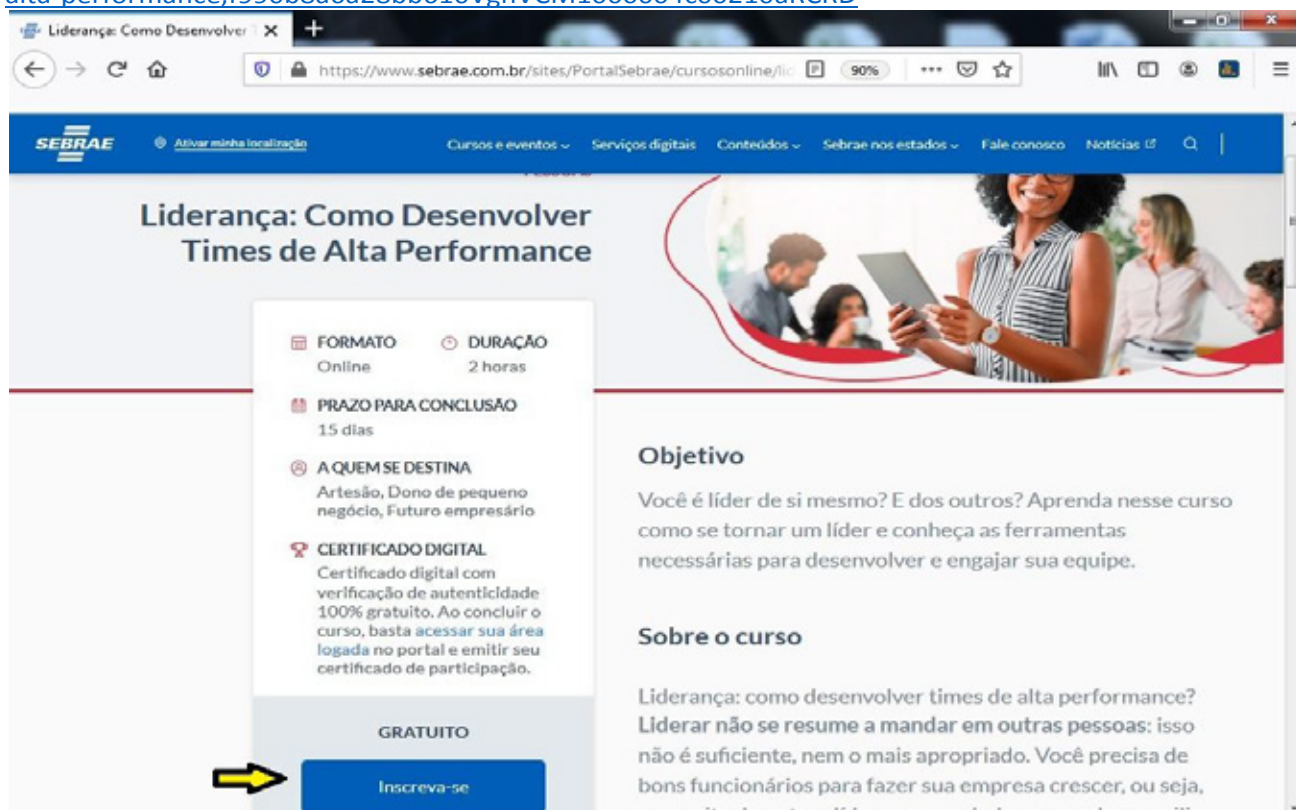 Liderança: Como Desenvolver
https://www.sebrae.com.br/sites/PortalSebrae/cursosonline/lic
90%
SEBRAE
Ativar minha localização
Cursos e eventos
Serviços digitais
Conteúdos
Sebrae nos estados
Fale conosco
Notícias
Liderança: Como Desenvolver
Times de Alta Performance
FORMATO
Online
DURAÇÃO
2 horas
PRAZO PARA CONCLUSÃO
15 dias
A QUEM SE DESTINA
Artesão, Dono de pequeno
negócio, Futuro empresário
CERTIFICADO DIGITAL
Certificado digital com
verificação de autenticidade
100% gratuito. Ao concluir o
curso, basta acessar sua área
logada no portal e emitir seu
certificado de participação.
GRATUITO
Inscreva-se
Objetivo
Você é líder de si mesmo? E dos outros? Aprenda nesse curso
como se tornar um líder e conheça as ferramentas
necessárias para desenvolver e engajar sua equipe.
Sobre o curso
Liderança: como desenvolver times de alta performance?
Liderar não se resume a mandar em outras pessoas: isso
não é suficiente, nem o mais apropriado. Você precisa de
bons funcionários para fazer sua empresa crescer, ou seja,